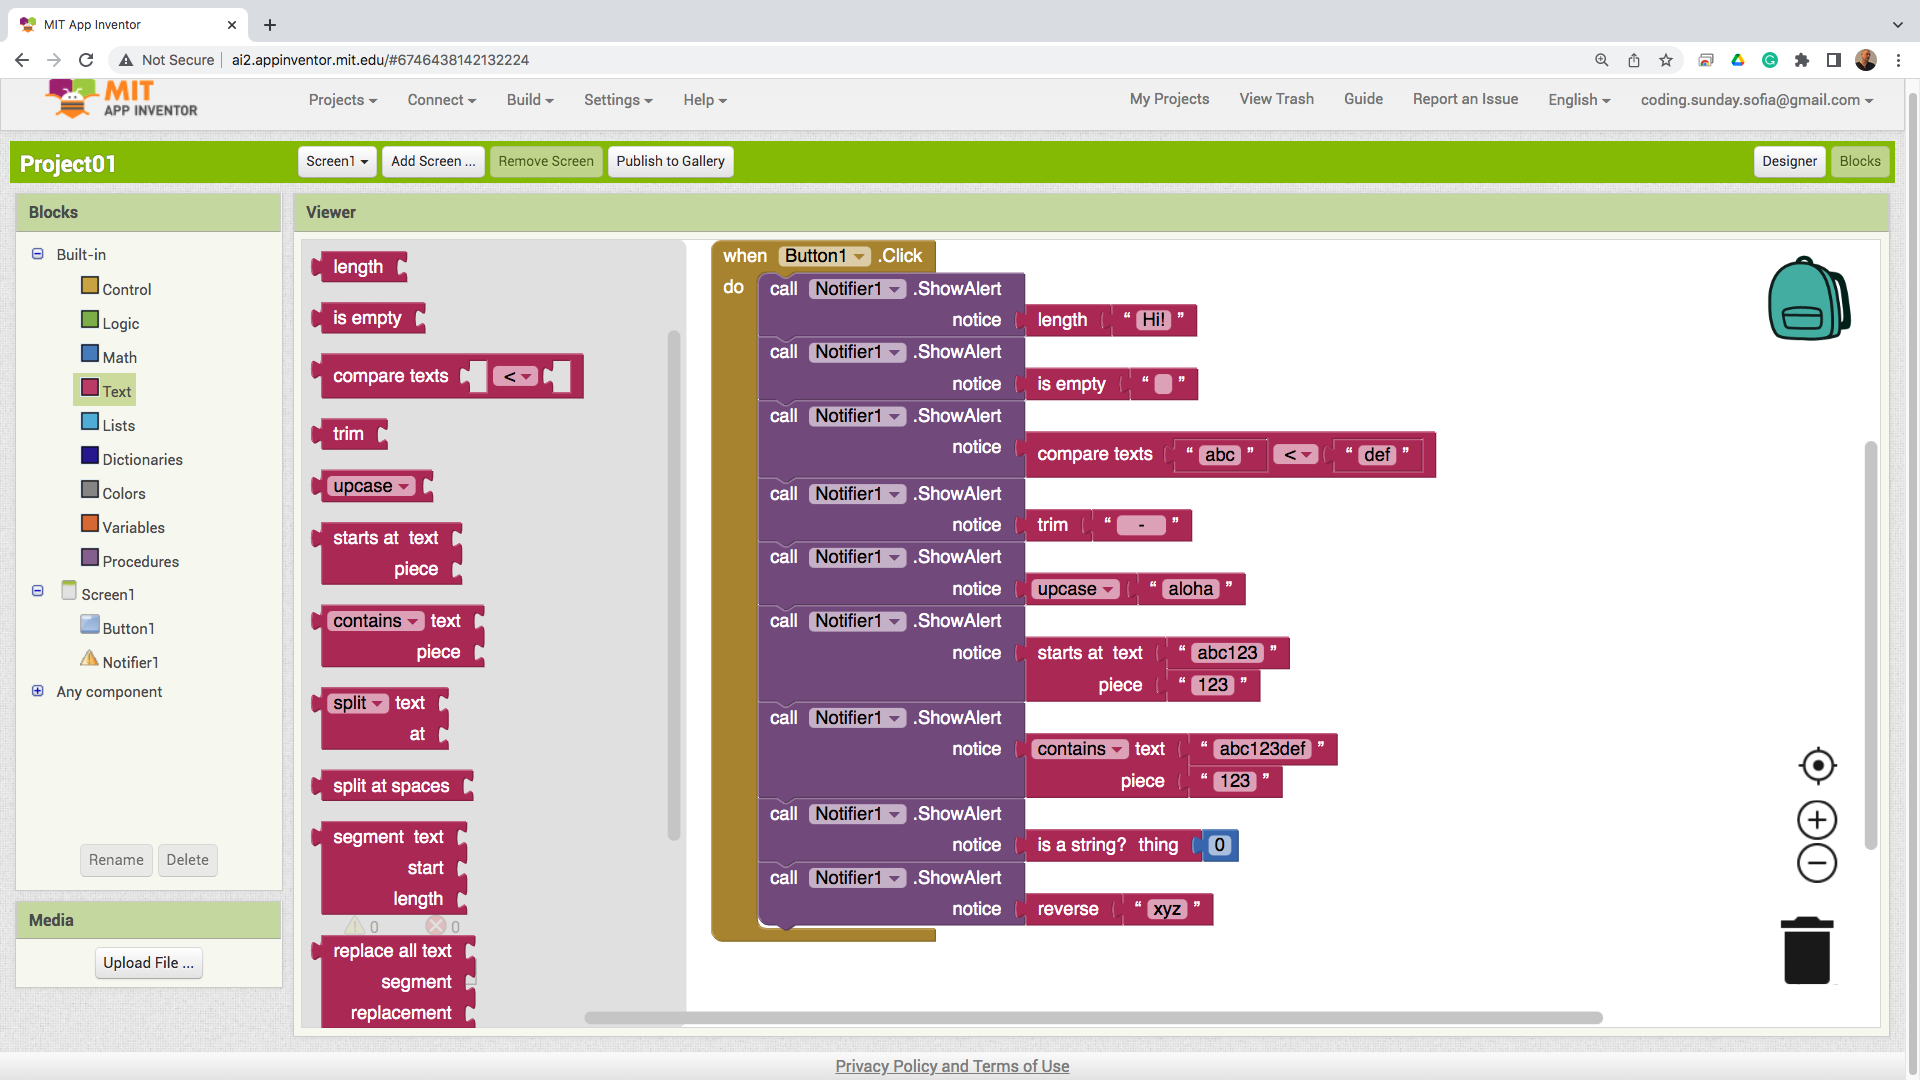 MIT App Inventor
Not Secure ai2.appinventor.mit.edu/#6746438142132224
MIT
APP INVENTOR
Projects Connect Build Settings Help My Projects View Trash Guide Report an Issue English coding.sunday.sofia@gmail.com
Project01 Screen1 Add Screen ... Remove Screen Publish to Gallery Designer Blocks
Blocks
Built-in
Control
Logic
Math
Text
Lists
Dictionaries
Colors
Variables
Procedures
Screen1
Button1
Notifier1
Any component
Rename Delete
Media
Upload File ...
Viewer
length
is empty
compare texts <
trim
upcase
starts at text
piece
contains text
piece
split text
at
split at spaces
segment text
start
length
0 0
replace all text
segment
replacement
when Button1 .Click
do call Notifier1 .ShowAlert
notice length “ Hi! ”
call Notifier1 .ShowAlert
notice is empty “ ”
call Notifier1 .ShowAlert
notice compare texts “ abc ” < “ def ”
call Notifier1 .ShowAlert
notice trim “ - ”
call Notifier1 .ShowAlert
notice upcase “ aloha ”
call Notifier1 .ShowAlert
notice starts at text “ abc123 ”
piece “ 123 ”
call Notifier1 .ShowAlert
notice contains text “ abc123def ”
piece “ 123 ”
call Notifier1 .ShowAlert
notice is a string? thing 0
call Notifier1 .ShowAlert
notice reverse “ xyz ”
Privacy Policy and Terms of Use